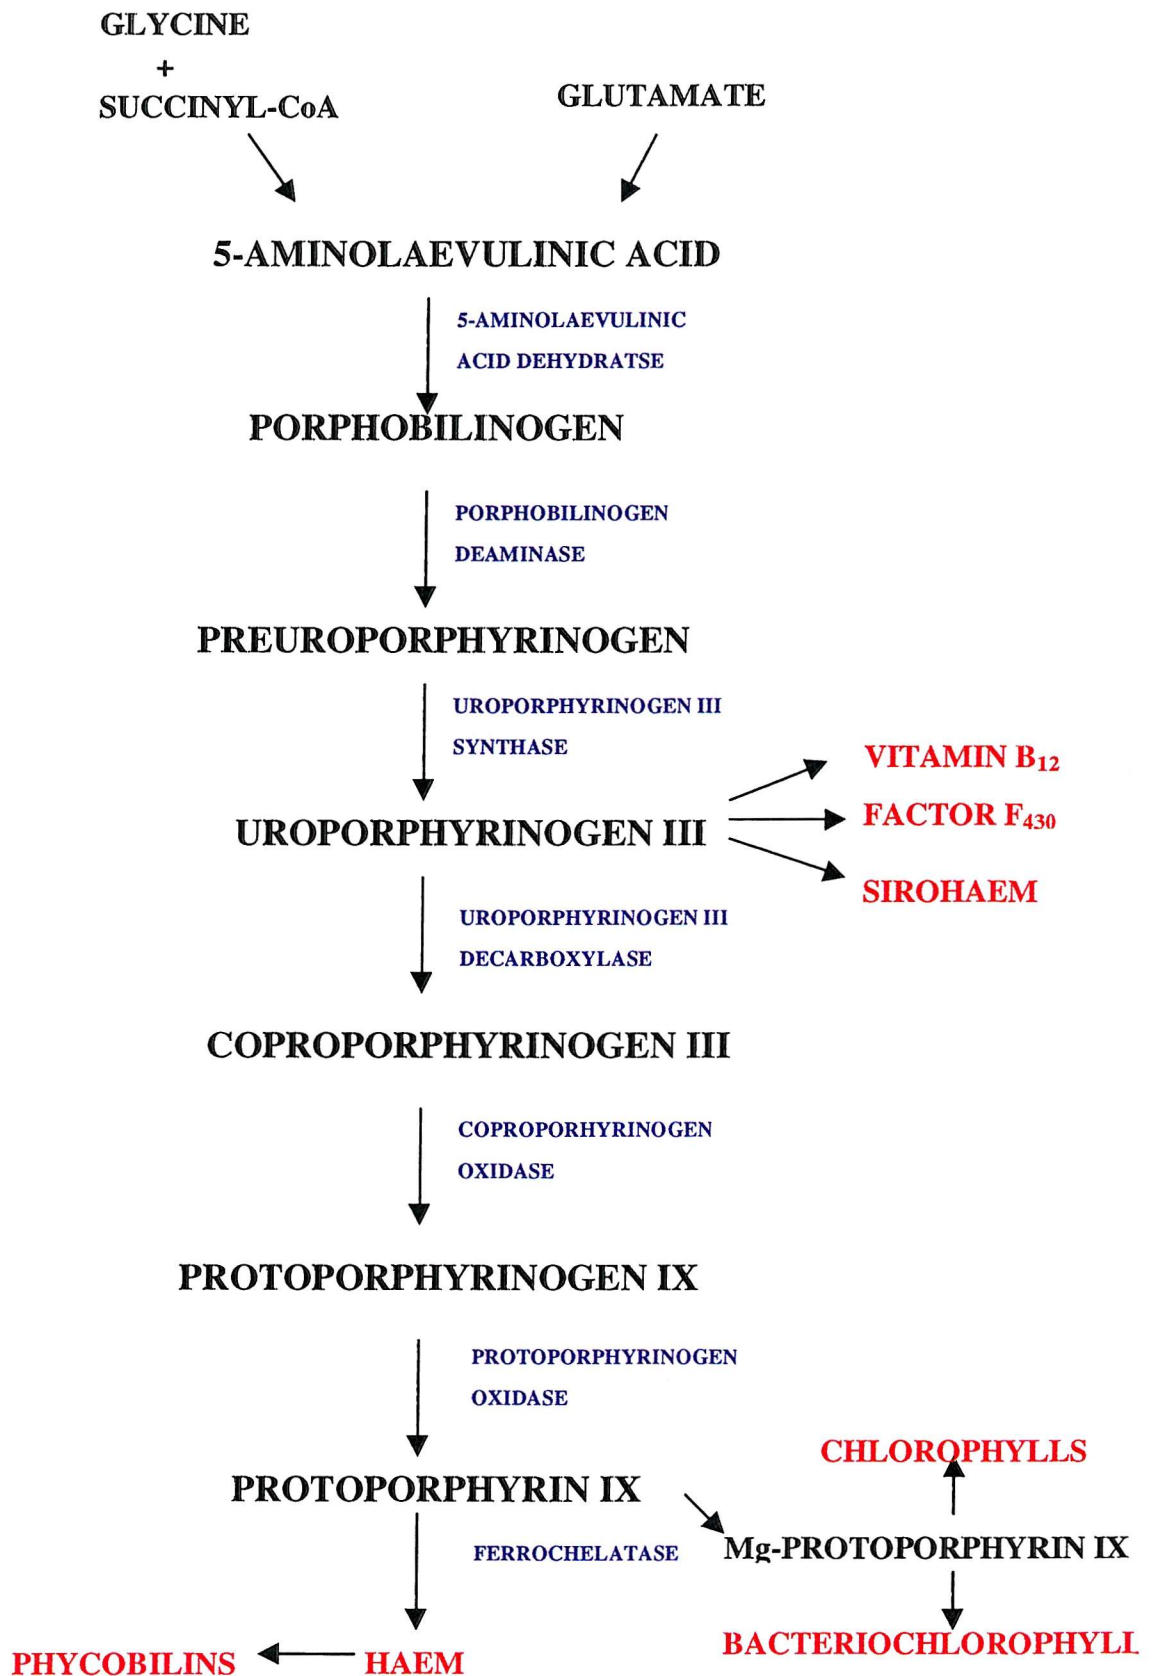 GLYCINE
+
SUCCINYL-CoA
GLUTAMATE
5-AMINOLAEVULINIC ACID
5-AMINOLAEVULINIC
ACID DEHYDRATSE
PORPHOBILINOGEN
PORPHOBILINOGEN
DEAMINASE
PREUROPORPHYRINOGEN
UROPORPHYRINOGEN III
SYNTHASE
VITAMIN B₁₂
FACTOR F₄₃₀
UROPORPHYRINOGEN III
SIROHAEM
UROPORPHYRINOGEN III
DECARBOXYLASE
COPROPORPHYRINOGEN III
COPROPORHYRINOGEN
OXIDASE
PROTOPORPHYRINOGEN IX
PROTOPORPHYRINOGEN
OXIDASE
CHLOROPHYLLS
PROTOPORPHYRIN IX
FERROCHELATASE
Mg-PROTOPORPHYRIN IX
BACTERIOCHLOROPHYLL
PHYCOBILINS
HAEM